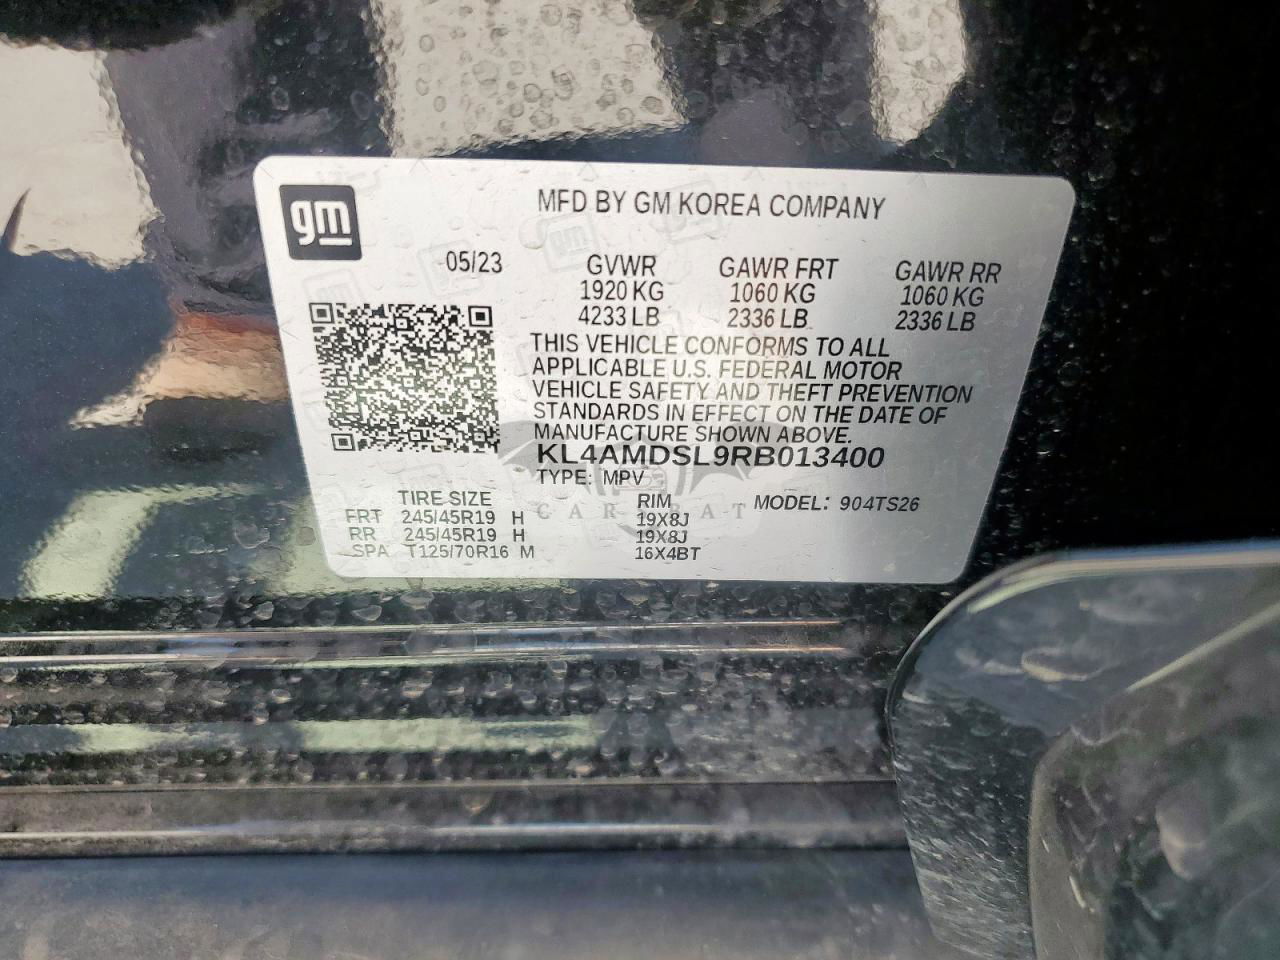 gm
MFD BY GM KOREA COMPANY
05/23 GVWR GAWR FRT GAWR RR
1920 KG 1060 KG 1060 KG
4233 LB 2336 LB 2336 LB
THIS VEHICLE CONFORMS TO ALL
APPLICABLE U.S. FEDERAL MOTOR
VEHICLE SAFETY AND THEFT PREVENTION
STANDARDS IN EFFECT ON THE DATE OF
MANUFACTURE SHOWN ABOVE.
KL4AMDSL9RB013400
TYPE: MPV
TIRE SIZE RIM MODEL: 904TS26
FRT 245/45R19 H 19X8J
RR 245/45R19 H 19X8J
SPA T125/70R16 M 16X4BT
CAR BAT